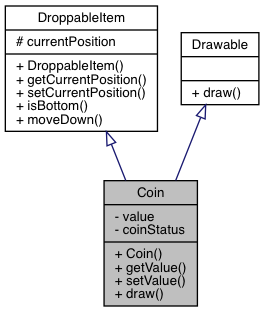 DroppableItem
# currentPosition
+ DroppableItem()
+ getCurrentPosition()
+ setCurrentPosition()
+ isBottom()
+ moveDown()
Drawable
+ draw()
Coin
- value
- coinStatus
+ Coin()
+ getValue()
+ setValue()
+ draw()